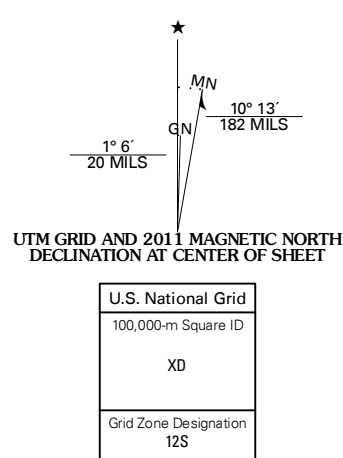 ★
MN
GN
10° 13´
182 MILS
1° 6´
20 MILS
UTM GRID AND 2011 MAGNETIC NORTH
DECLINATION AT CENTER OF SHEET
U.S. National Grid
100,000-m Square ID
XD
Grid Zone Designation
12S